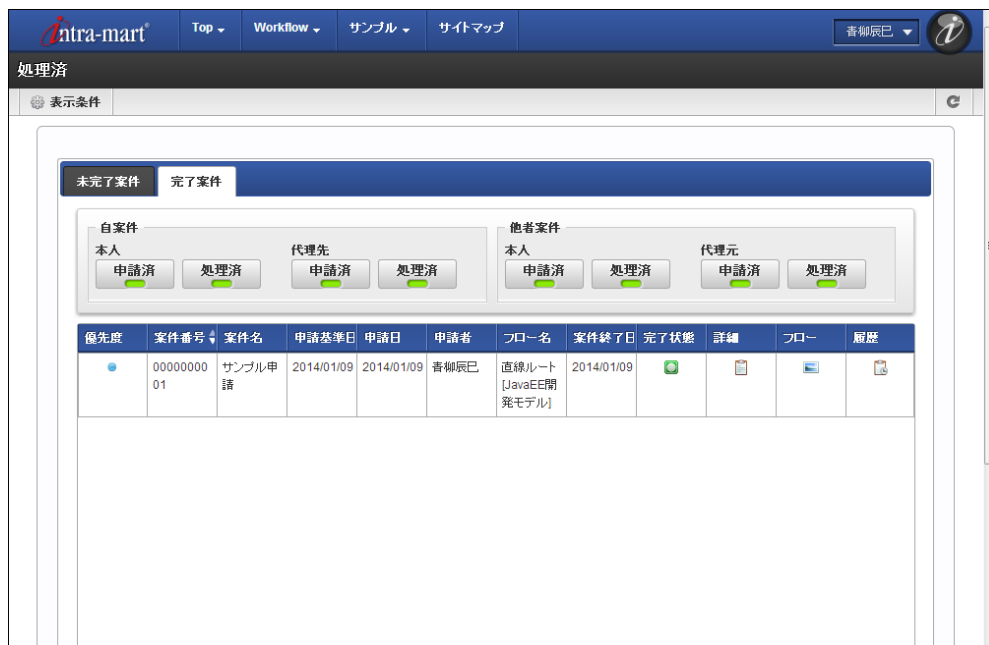 intra-mart® Top Workflow サンプル サイトマップ 青柳辰巳
処理済
表示条件
未完了案件 完了案件
自案件 他者案件
本人 代理先 本人 代理元
申請済 処理済 申請済 処理済 申請済 処理済 申請済 処理済
優先度 案件番号 案件名 申請基準日 申請日 申請者 フロー名 案件終了日 完了状態 詳細 フロー 履歴
00000000 サンプル申 2014/01/09 2014/01/09 青柳辰巳 直線ルート 2014/01/09
01 請 [JavaEE開
発モデル]